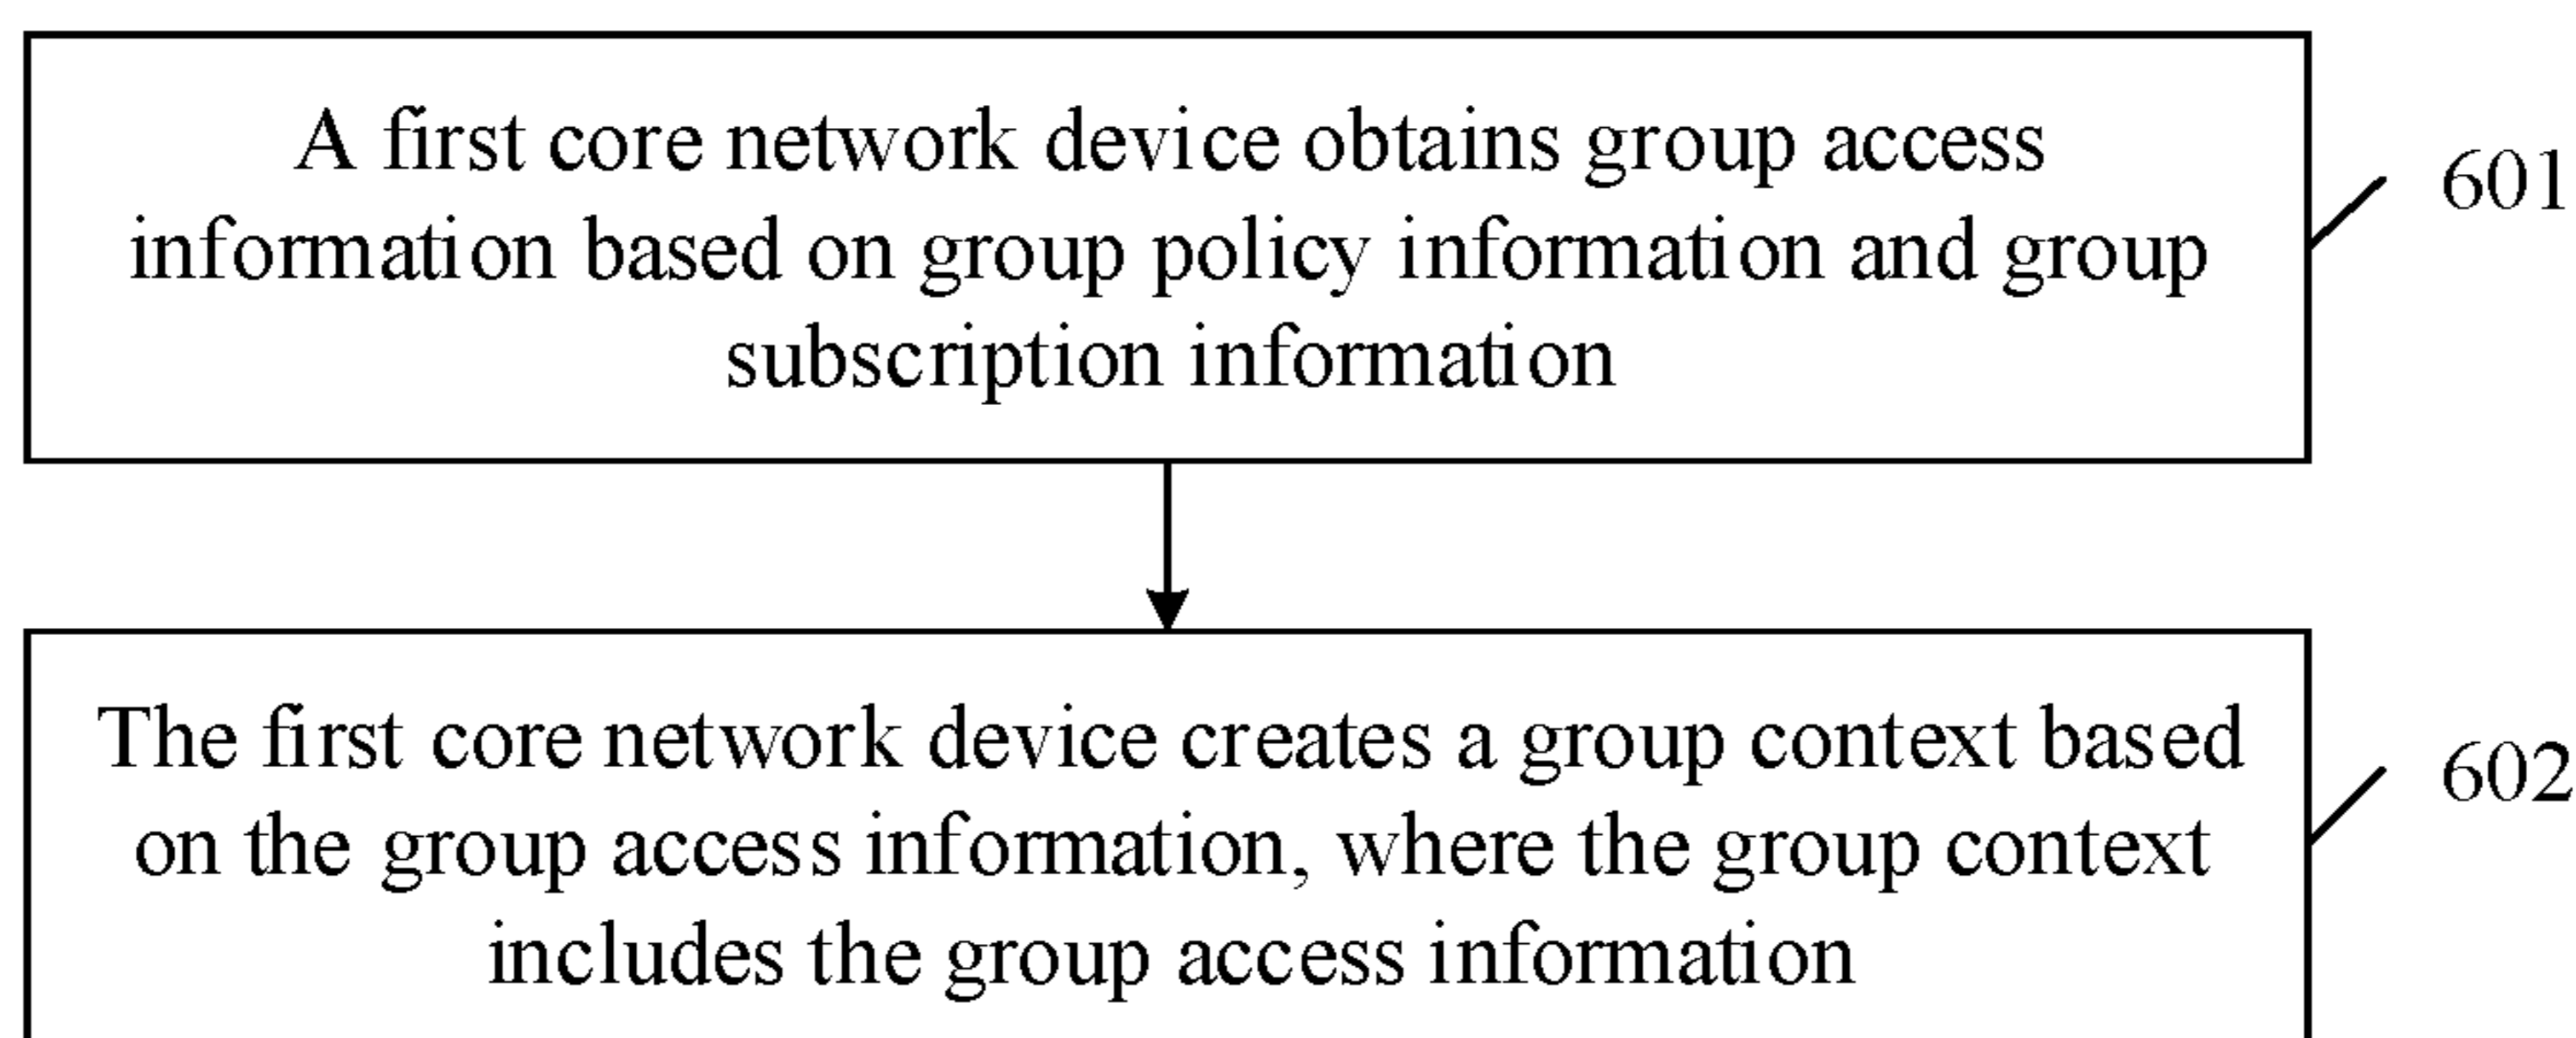 A first core network device obtains group access
information based on group policy information and group
subscription information
601
The first core network device creates a group context based
on the group access information, where the group context
includes the group access information
602